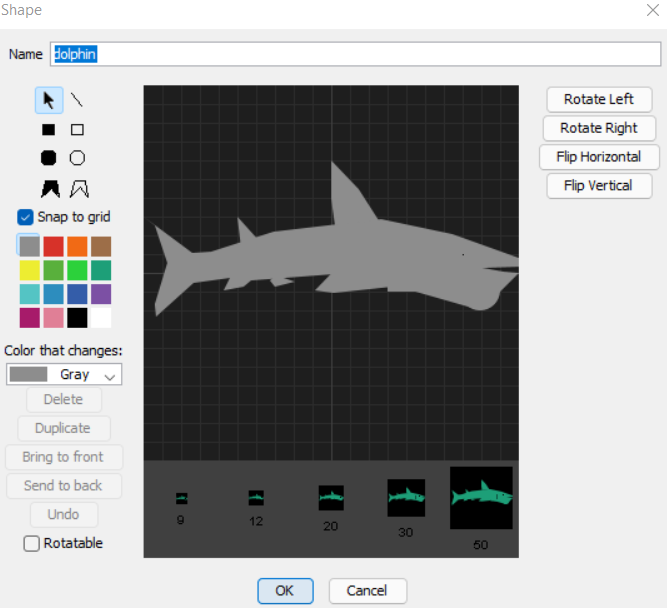 Shape
Name dolphin
Rotate Left
Rotate Right
Flip Horizontal
Flip Vertical
Snap to grid
Color that changes:
Gray
Delete
Duplicate
Bring to front
Send to back
Undo
Rotatable
9 12 20 30 50
OK Cancel